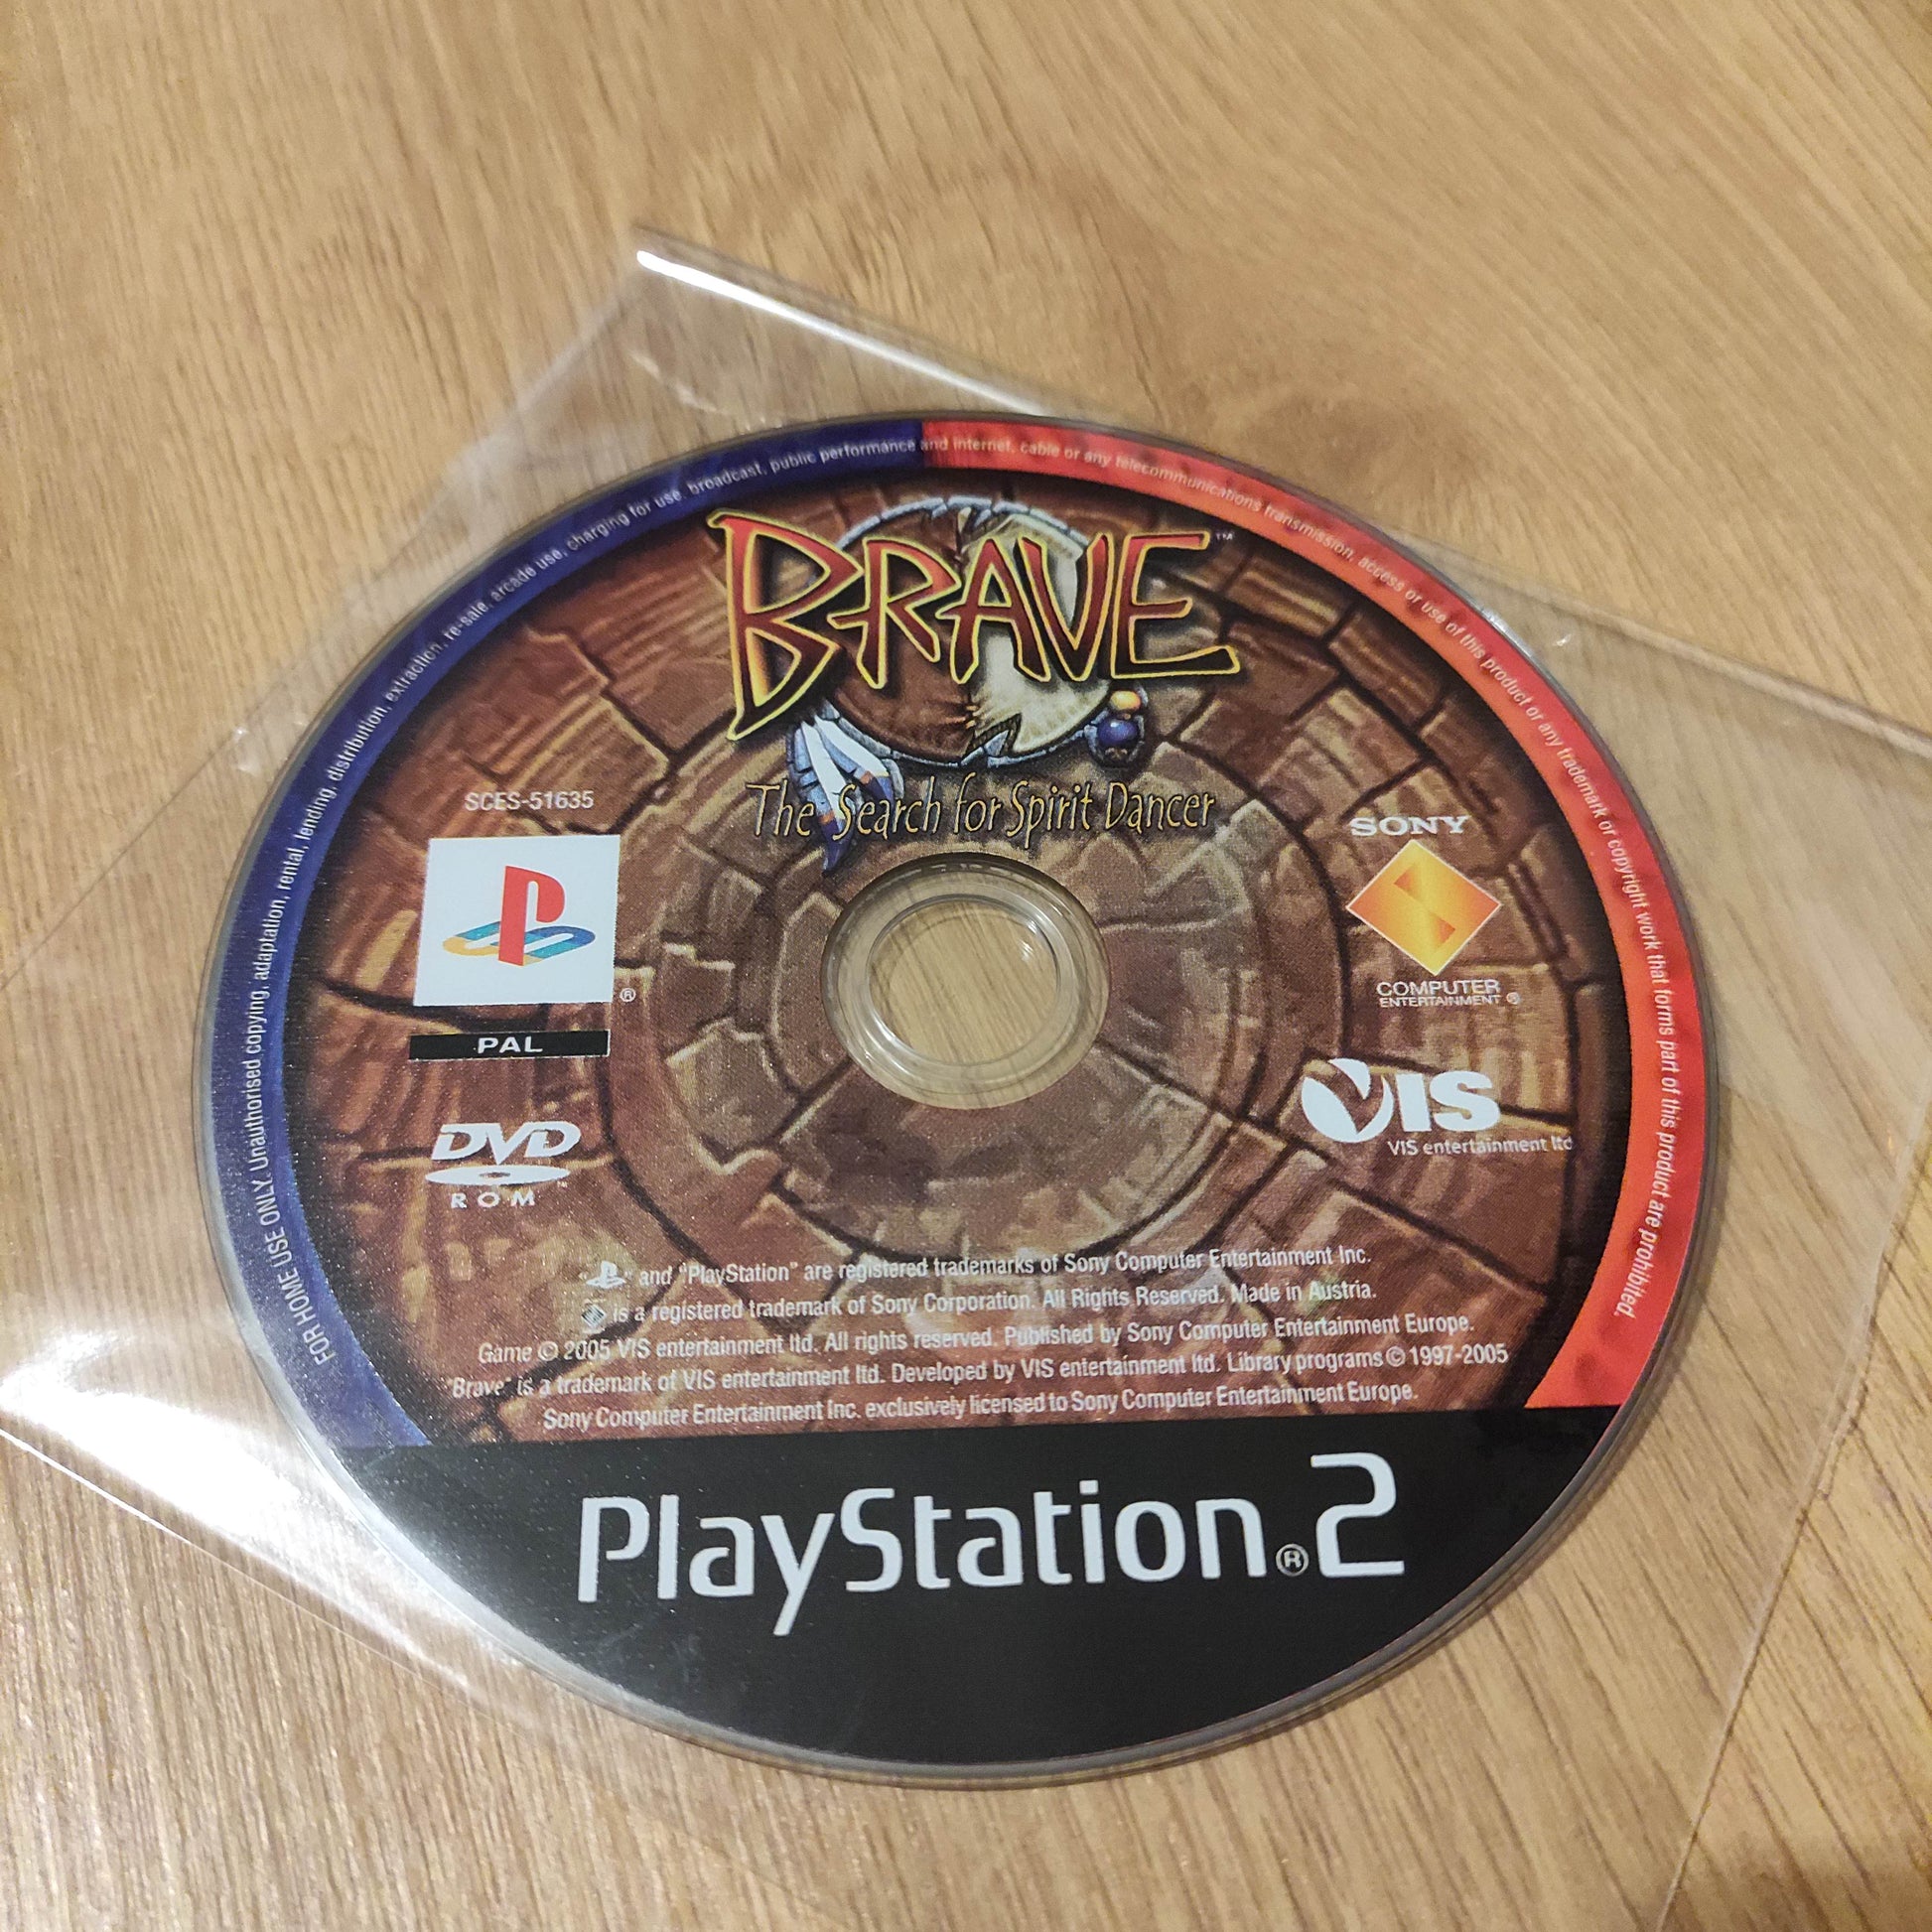 FOR HOME USE ONLY. Unauthorised copying, adaptation, rental, lending, distribution, extraction, re-sale, arcade use, charging for use, broadcast, public performance and internet, cable or any telecommunications transmission, access or use of this product or any trademark or copyright work that forms part of this product are prohibited.
BRAVE™
The Search for Spirit Dancer
SCES-51635
®
PAL
DVD
ROM™
SONY
COMPUTER
ENTERTAINMENT ®
VIS
VIS entertainment ltd
" " and "PlayStation" are registered trademarks of Sony Computer Entertainment Inc.
is a registered trademark of Sony Corporation. All Rights Reserved. Made in Austria.
Game © 2005 VIS entertainment ltd. All rights reserved. Published by Sony Computer Entertainment Europe.
"Brave" is a trademark of VIS entertainment ltd. Developed by VIS entertainment ltd. Library programs © 1997-2005
Sony Computer Entertainment Inc. exclusively licensed to Sony Computer Entertainment Europe.
PlayStation®2